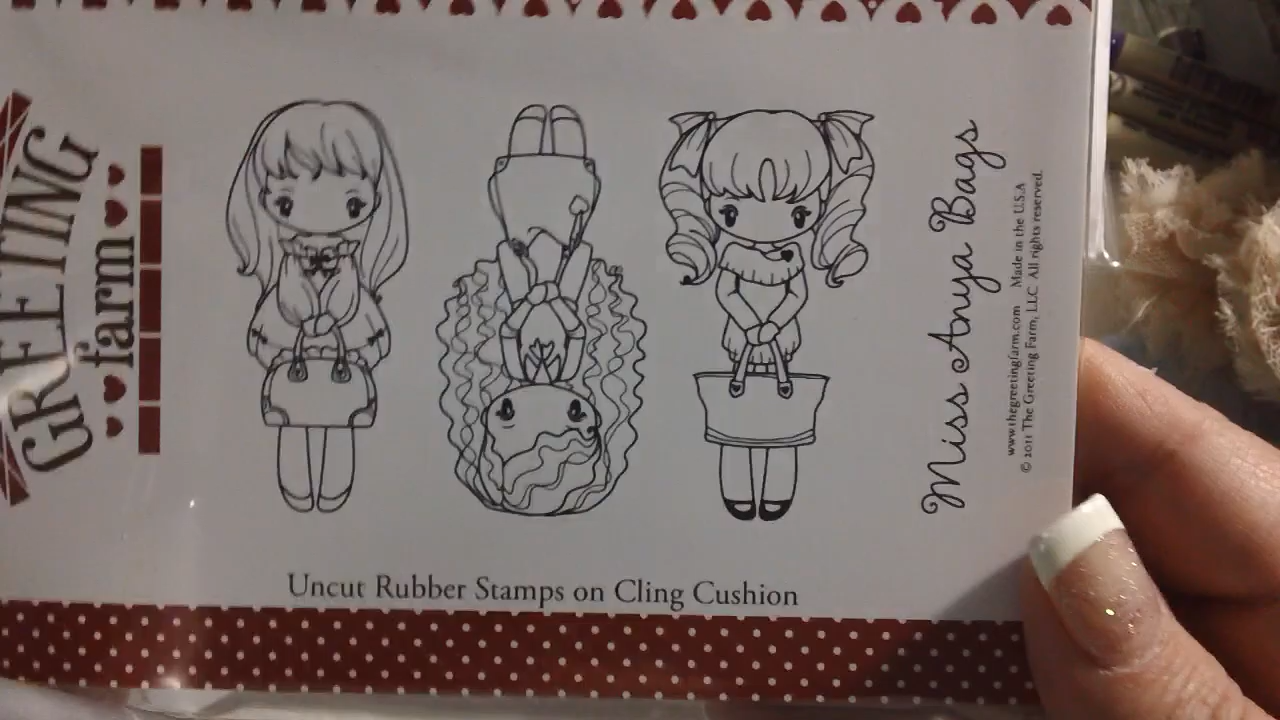 GREETING
farm
Miss Anya Bags
www.thegreetingfarm.com Made in the U.S.A
© 2011 The Greeting Farm, LLC All rights reserved.
Uncut Rubber Stamps on Cling Cushion